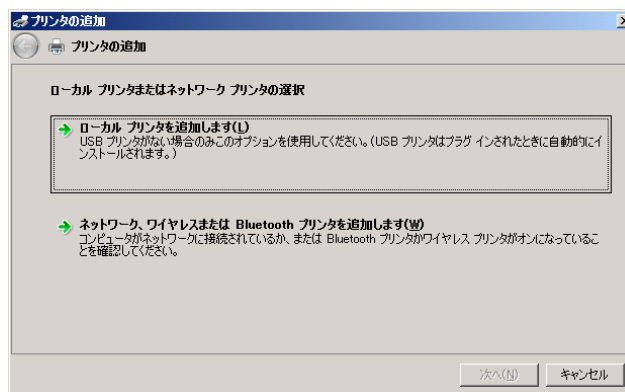 プリンタの追加
プリンタの追加
ローカル プリンタまたはネットワーク プリンタの選択
ローカル プリンタを追加します(L)
USB プリンタがない場合のみこのオプションを使用してください。(USB プリンタはプラグ インされたときに自動的にイ
ンストールされます。)
ネットワーク、ワイヤレスまたは Bluetooth プリンタを追加します(W)
コンピュータがネットワークに接続されているか、または Bluetooth プリンタかワイヤレス プリンタがオンになっているこ
とを確認してください。
次へ(N)
キャンセル